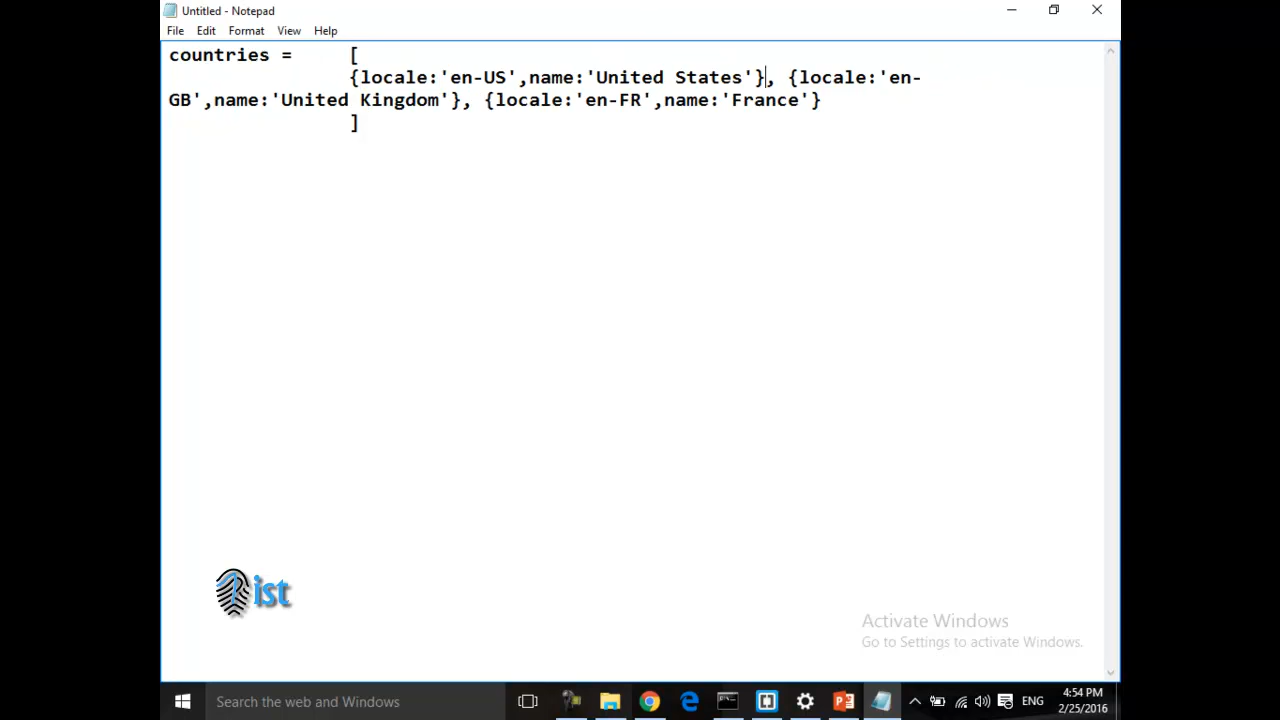 Untitled - Notepad
File Edit Format View Help
countries = [
{locale:'en-US',name:'United States'}, {locale:'en-
GB',name:'United Kingdom'}, {locale:'en-FR',name:'France'}
]
ist
Activate Windows
Go to Settings to activate Windows.
Search the web and Windows
ENG
4:54 PM
2/25/2016